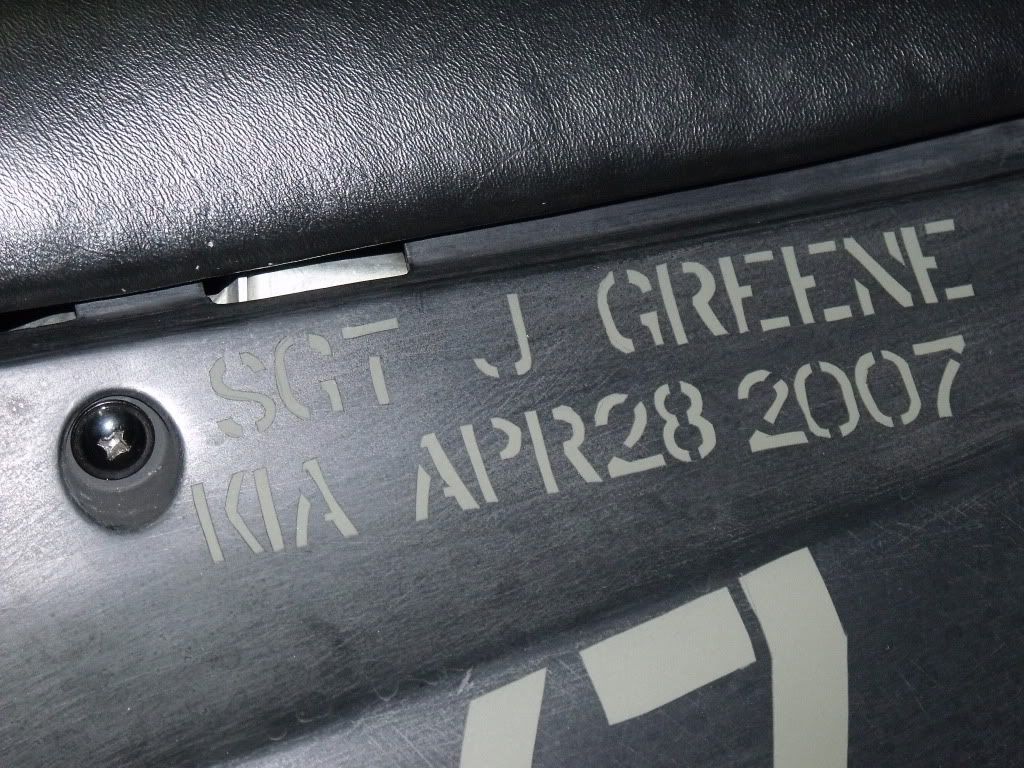 SGT J GREENE
KIA APR28 2007